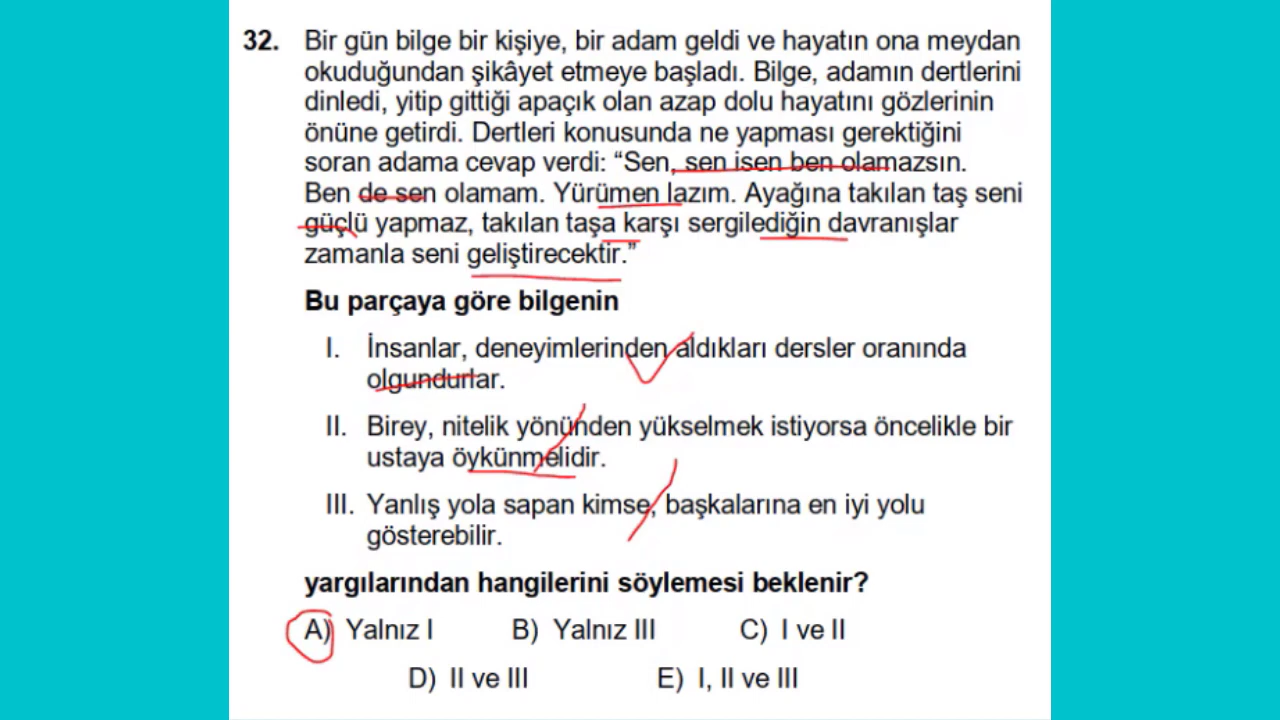 32. Bir gün bilge bir kişiye, bir adam geldi ve hayatın ona meydan
okuduğundan şikâyet etmeye başladı. Bilge, adamın dertlerini
dinledi, yitip gittiği apaçık olan azap dolu hayatını gözlerinin
önüne getirdi. Dertleri konusunda ne yapması gerektiğini
soran adama cevap verdi: “Sen, sen isen ben olamazsın.
Ben de sen olamam. Yürümen lazım. Ayağına takılan taş seni
güçlü yapmaz, takılan taşa karşı sergilediğin davranışlar
zamanla seni geliştirecektir.”
Bu parçaya göre bilgenin
I. İnsanlar, deneyimlerinden aldıkları dersler oranında
olgundurlar.
II. Birey, nitelik yönünden yükselmek istiyorsa öncelikle bir
ustaya öykünmelidir.
III. Yanlış yola sapan kimse, başkalarına en iyi yolu
gösterebilir.
yargılarından hangilerini söylemesi beklenir?
A) Yalnız I B) Yalnız III C) I ve II
D) II ve III E) I, II ve III